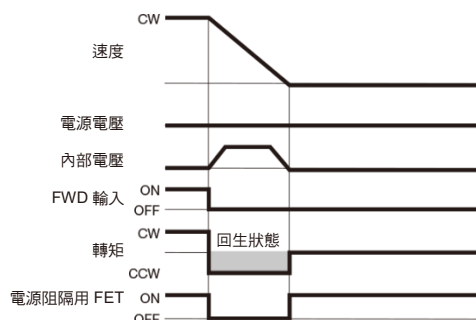 CW
速度
電源電壓
內部電壓
FWD 輸入
ON
OFF
CW
轉矩
回生狀態
CCW
電源阻隔用 FET
ON
OFF